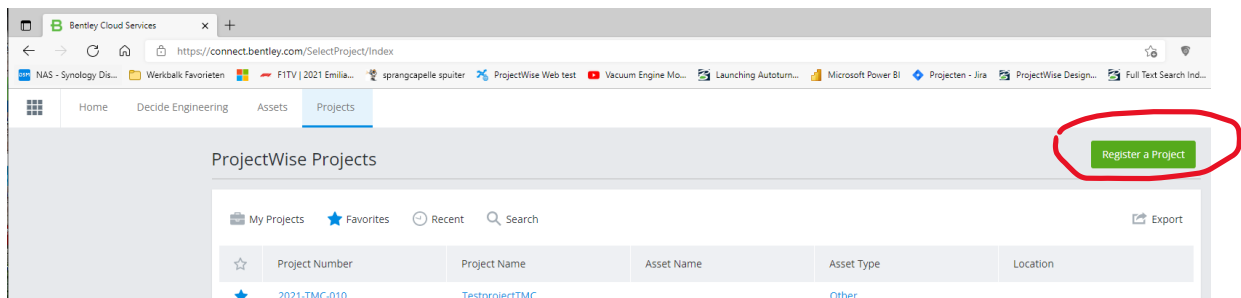 Bentley Cloud Services
https://connect.bentley.com/SelectProject/Index
NAS - Synology Dis... Werkbalk Favorieten F1TV | 2021 Emilia... sprangcapelle spuiter ProjectWise Web test Vacuum Engine Mo... Launching Autoturn... Microsoft Power BI Projecten - Jira ProjectWise Design... Full Text Search Ind...
Home Decide Engineering Assets Projects
Register a Project
ProjectWise Projects
My Projects Favorites Recent Search Export
Project Number Project Name Asset Name Asset Type Location
2021-TMC-010 TestprojectTMC Other